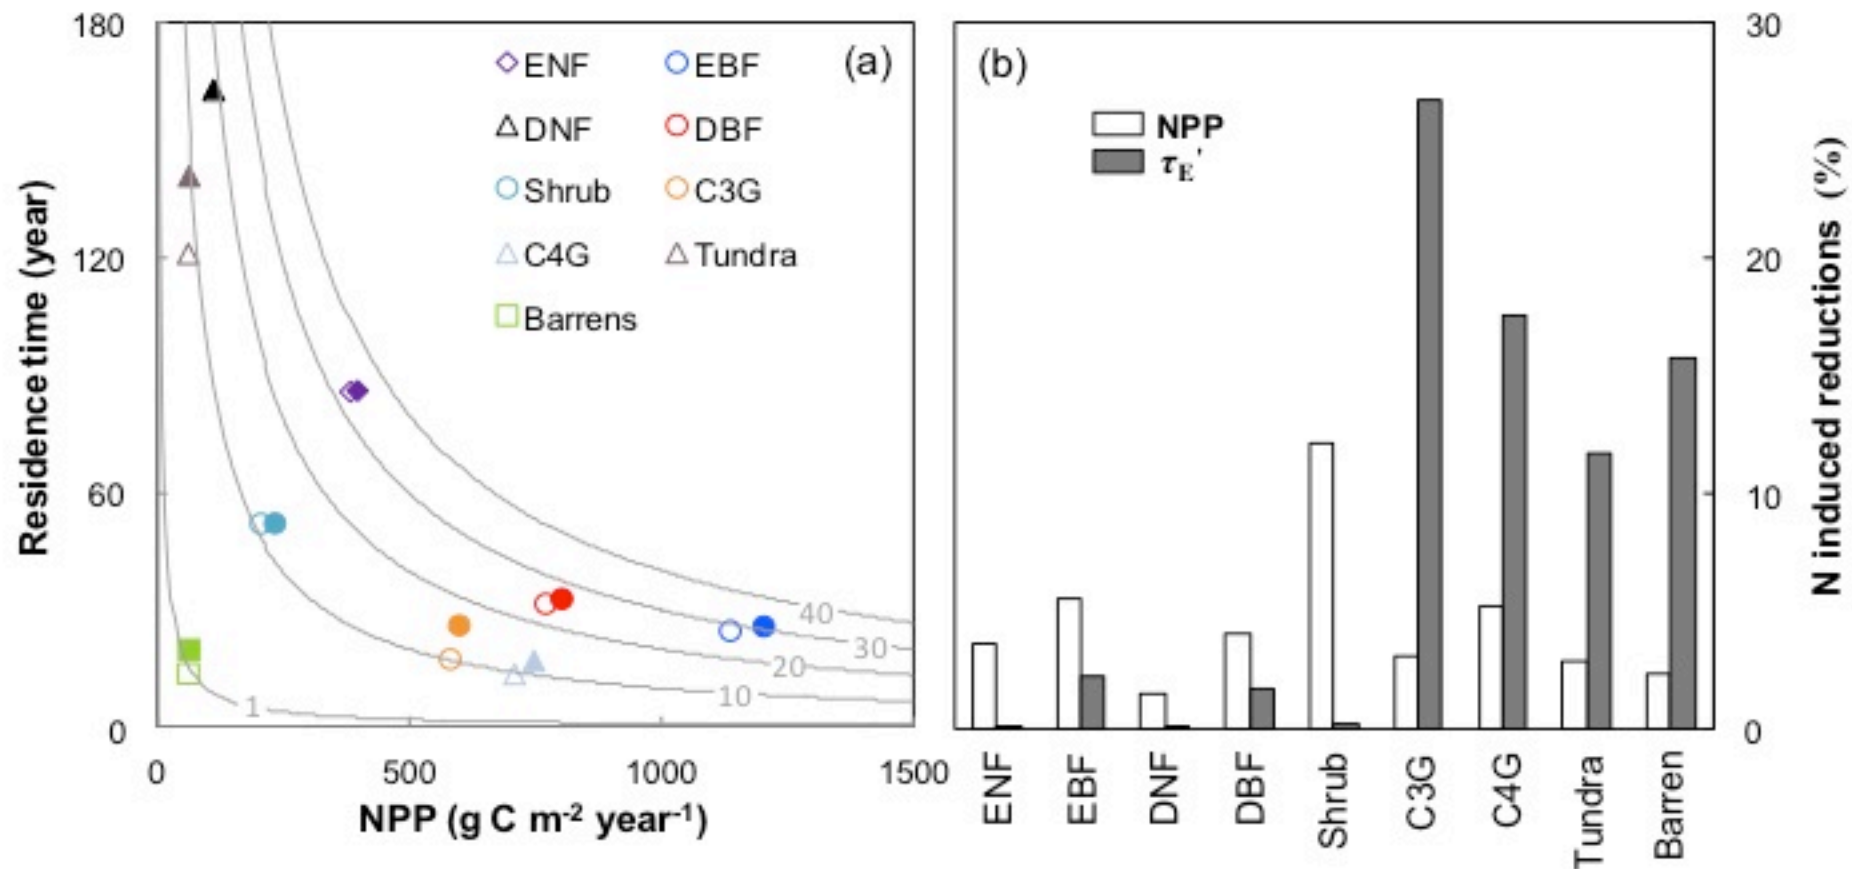 180
120
60
0
Residence time (year)
0
500
1000
1500
NPP (g C m-2 year-1)
(a)
ENF
EBF
DNF
DBF
Shrub
C3G
C4G
Tundra
Barrens
40
30
20
10
1
(b)
NPP
τE'
30
20
10
0
N induced reductions (%)
ENF
EBF
DNF
DBF
Shrub
C3G
C4G
Tundra
Barren